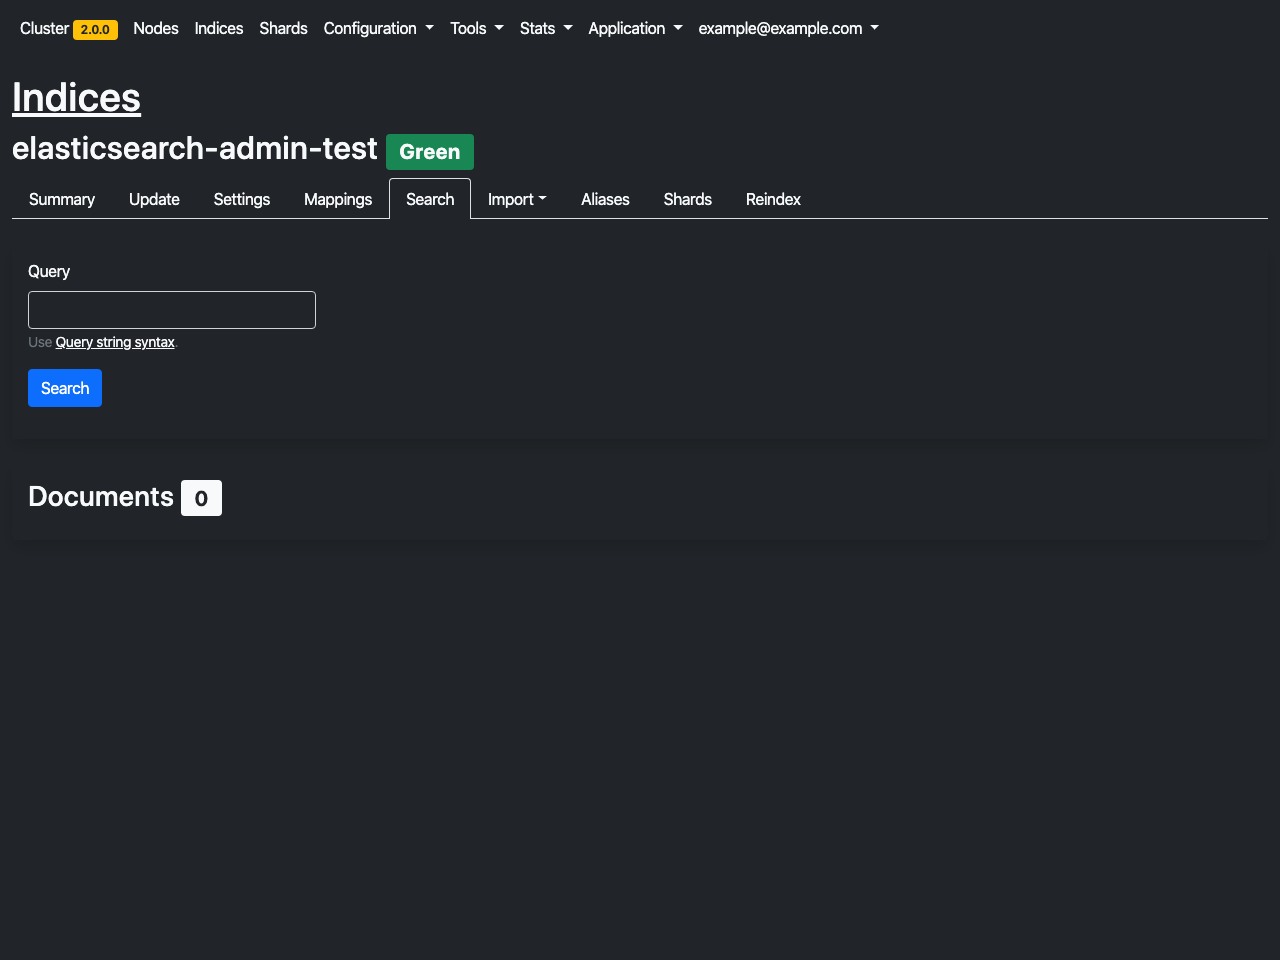 Cluster 2.0.0 Nodes Indices Shards Configuration Tools Stats Application example@example.com
Indices
elasticsearch-admin-test Green
Summary Update Settings Mappings Search Import Aliases Shards Reindex
Query
Use Query string syntax.
Search
Documents 0